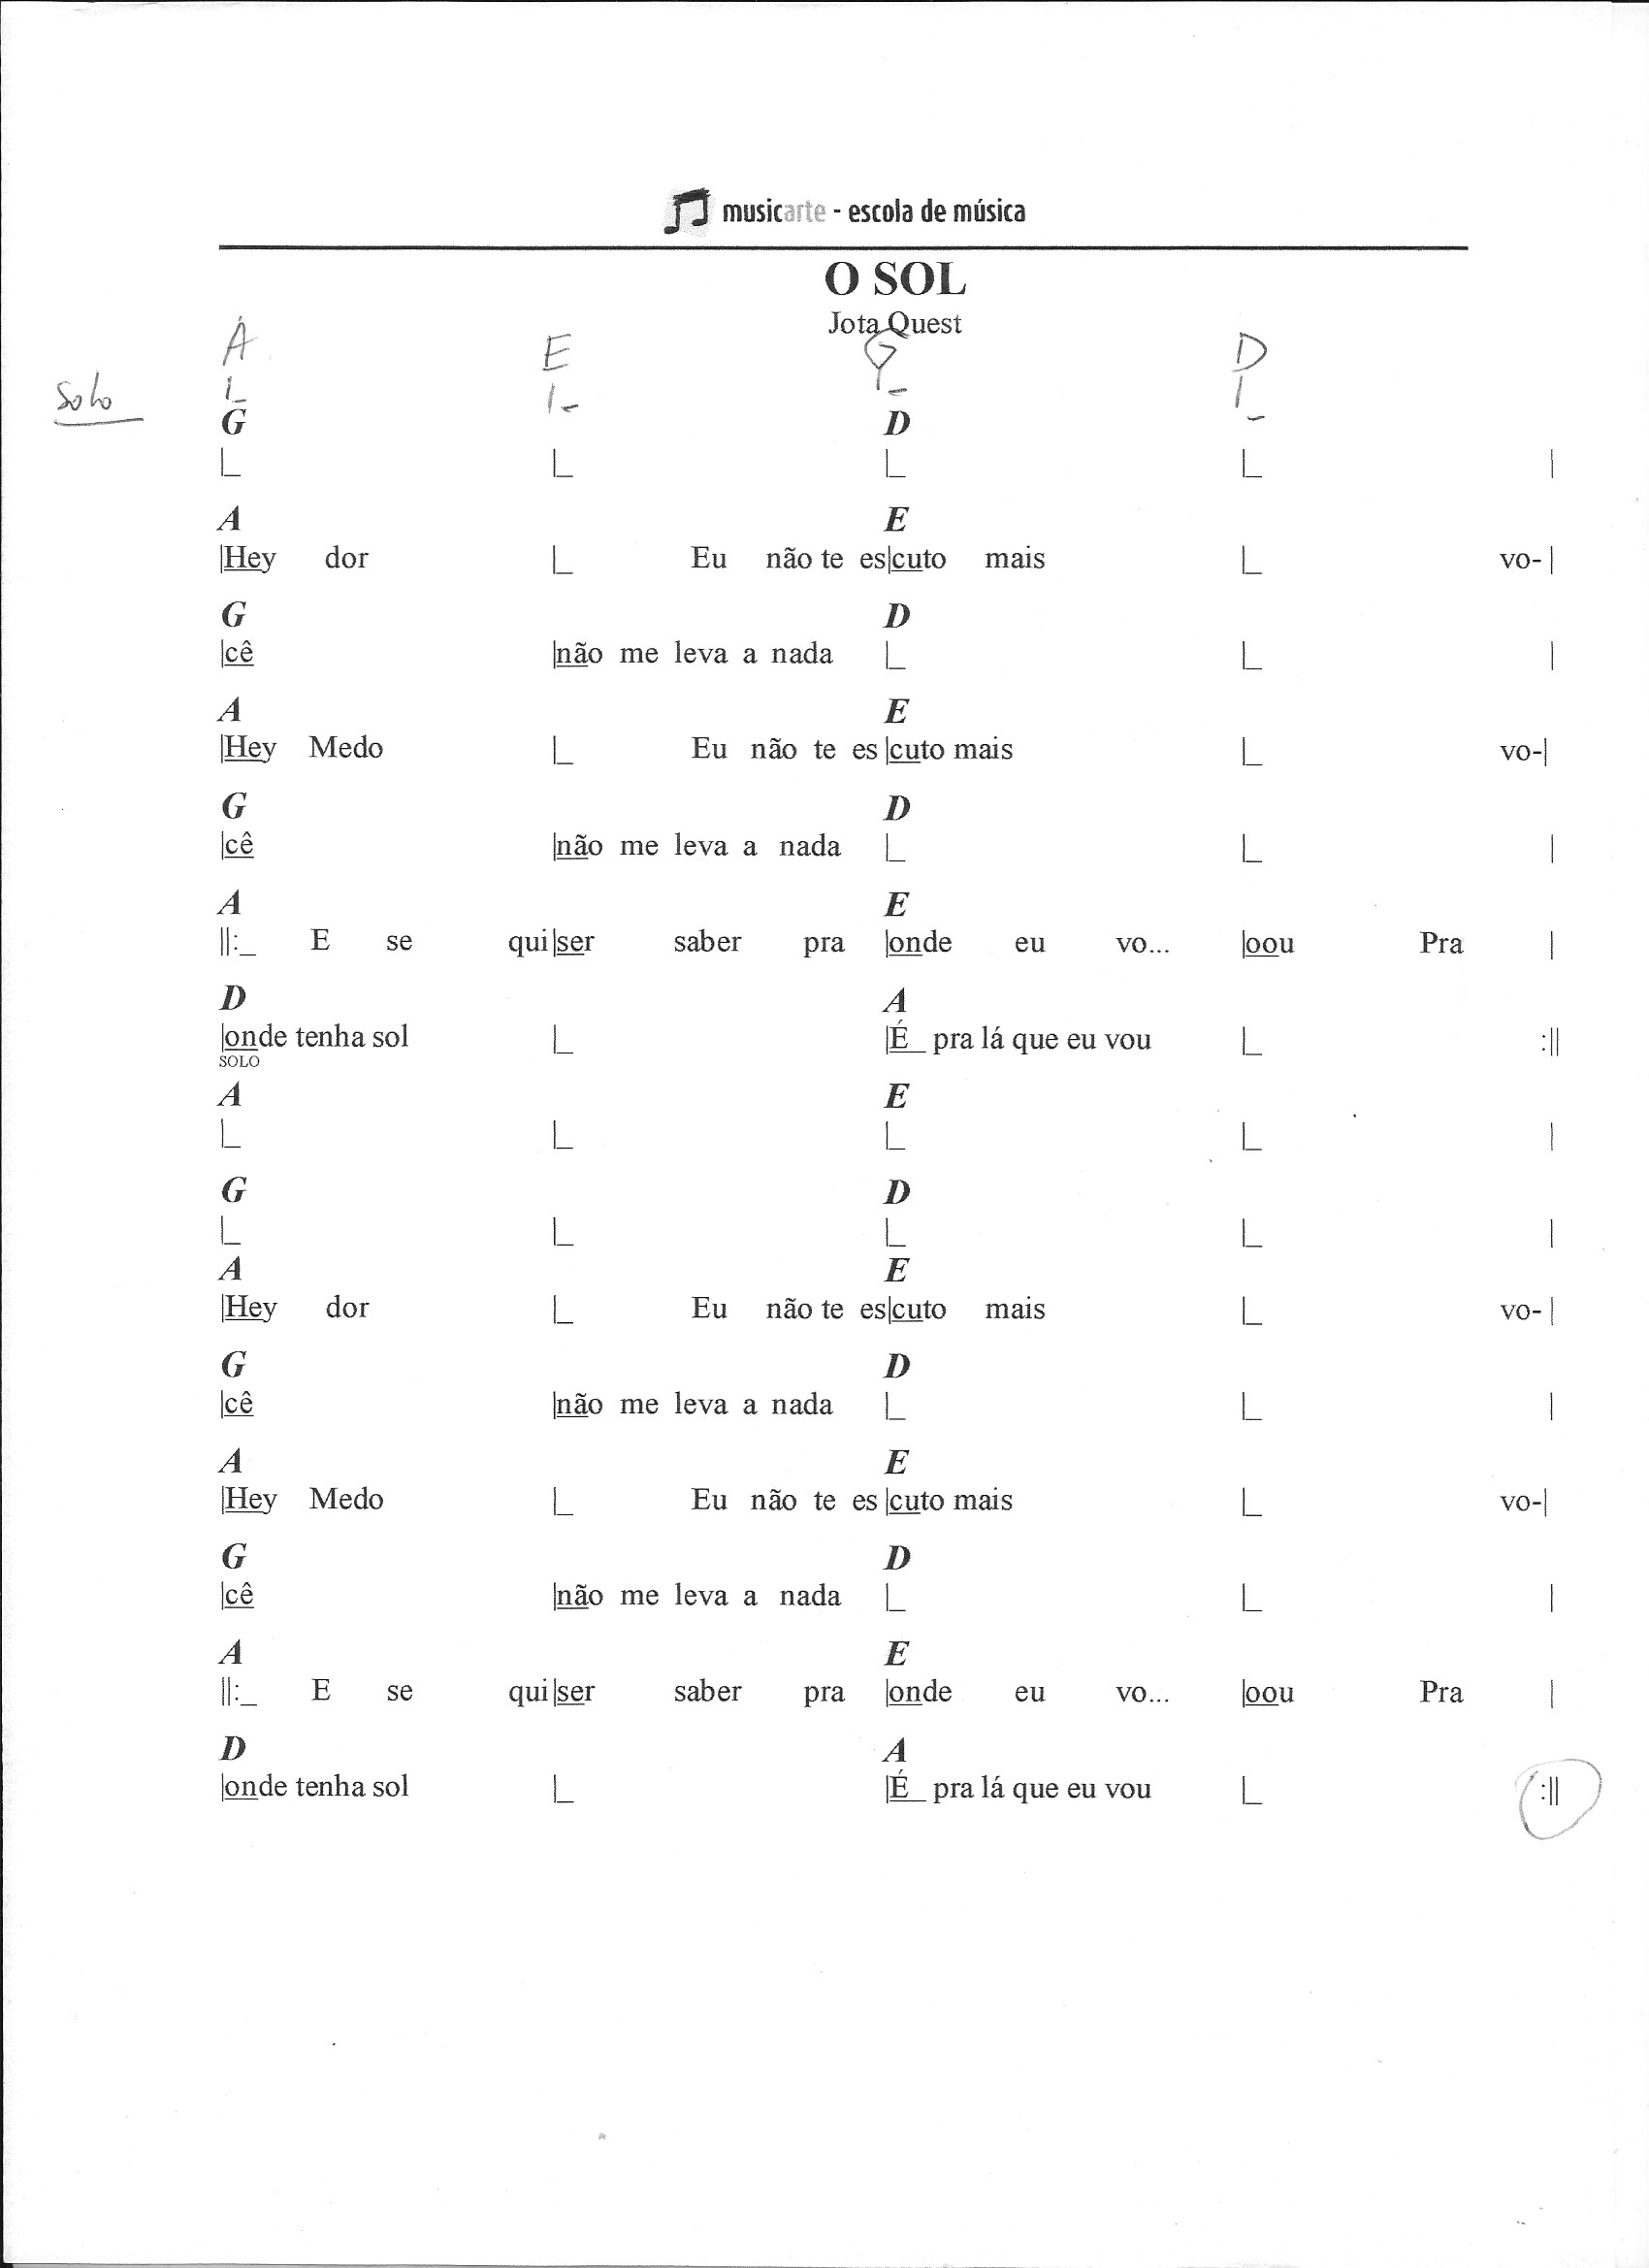 musicarte - escola de música
O SOL
Jota Quest
A E G D
Solo
G D
A E
|Hey dor Eu não te es|cuto mais vo- |
G D
|cê |não me leva a nada |
A E
|Hey Medo Eu não te es |cuto mais vo-|
G D
|cê |não me leva a nada |
A E
||:_ E se qui|ser saber pra |onde eu vo... |oou Pra |
D A
|onde tenha sol |É_ pra lá que eu vou :||
SOLO
A E
G D
A E
|Hey dor Eu não te es|cuto mais vo- |
G D
|cê |não me leva a nada |
A E
|Hey Medo Eu não te es |cuto mais vo-|
G D
|cê |não me leva a nada |
A E
||:_ E se qui|ser saber pra |onde eu vo... |oou Pra |
D A
|onde tenha sol |É_ pra lá que eu vou :||